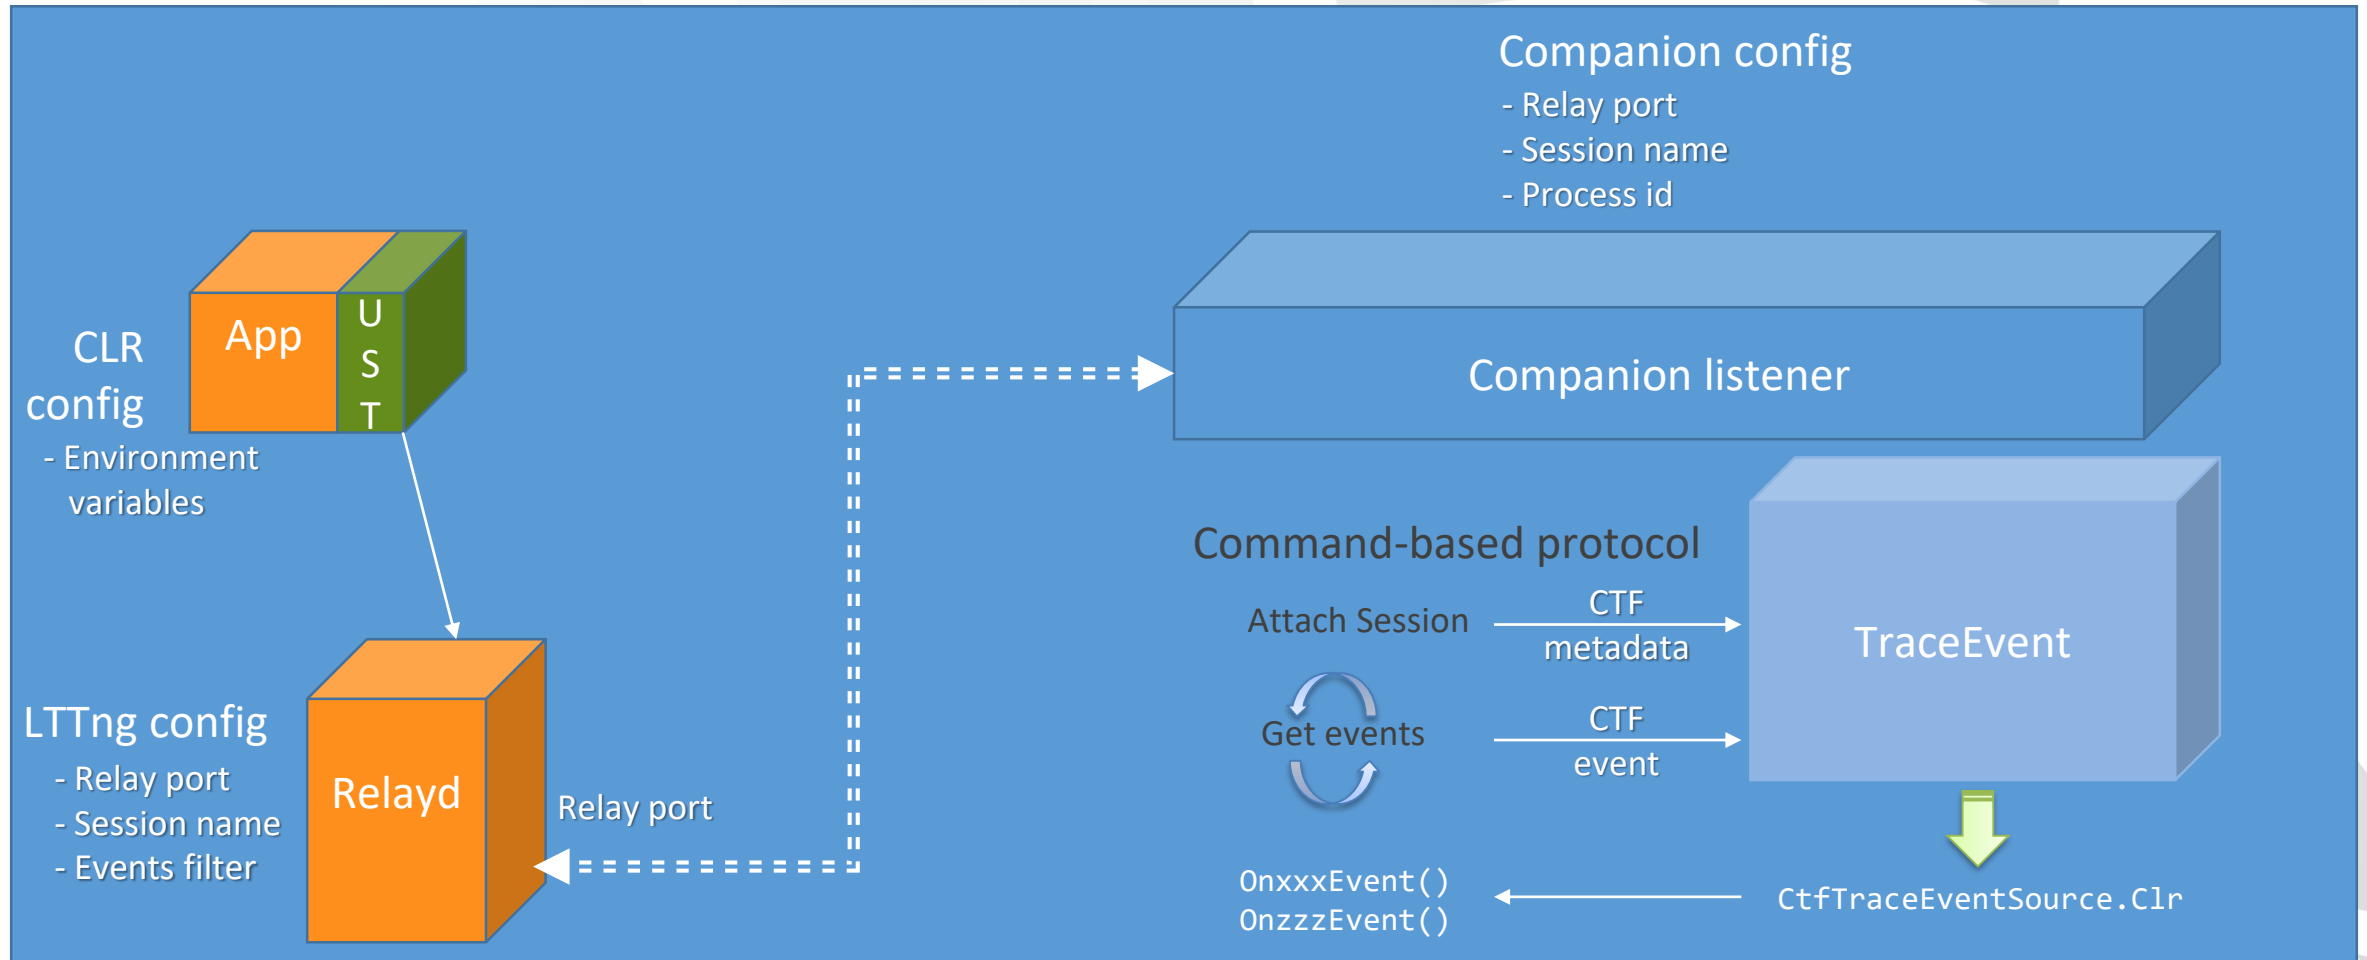 Companion config
- Relay port
- Session name
- Process id
App
U
S
T
CLR
config
- Environment
variables
Companion listener
Command-based protocol
Attach Session
CTF
metadata
TraceEvent
Get events
CTF
event
LTTng config
- Relay port
- Session name
- Events filter
Relayd
Relay port
OnxxxEvent()
OnzzzEvent()
CtfTraceEventSource.Clr